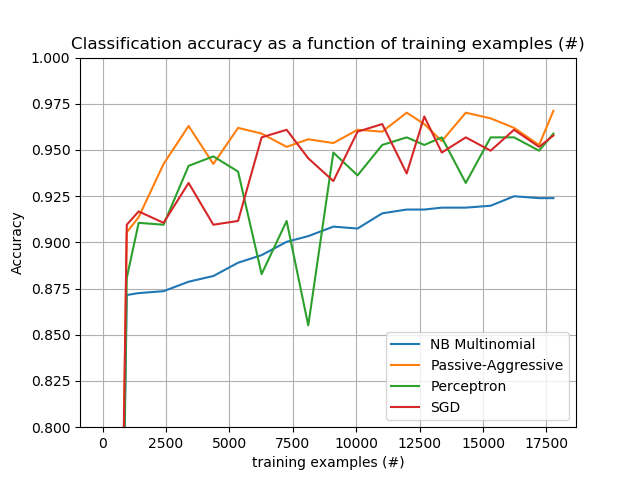 Classification accuracy as a function of training examples (#)
1.000
0.975
0.950
0.925
0.900
0.875
0.850
0.825
0.800
Accuracy
NB Multinomial
Passive-Aggressive
Perceptron
SGD
0 2500 5000 7500 10000 12500 15000 17500
training examples (#)